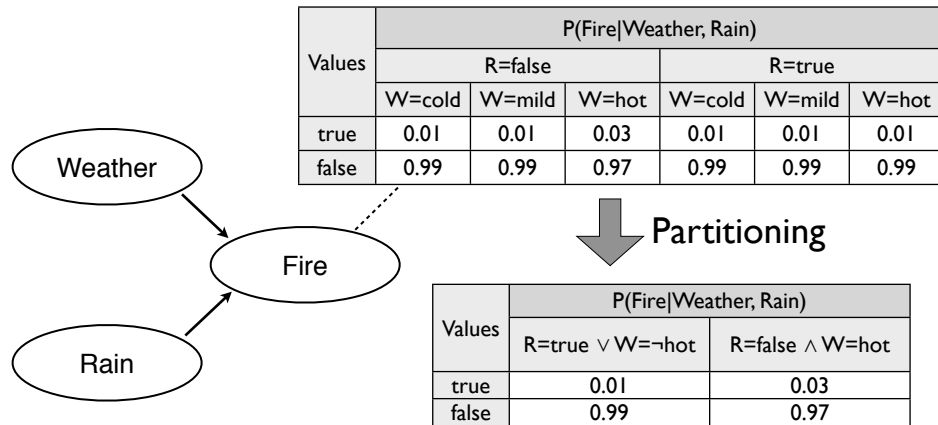 P(Fire|Weather, Rain)
Values
R=false R=true
W=cold W=mild W=hot W=cold W=mild W=hot
true 0.01 0.01 0.03 0.01 0.01 0.01
false 0.99 0.99 0.97 0.99 0.99 0.99
Weather
Partitioning
Fire
P(Fire|Weather, Rain)
Values
R=true ∨ W=¬hot R=false ∧ W=hot
Rain
true 0.01 0.03
false 0.99 0.97